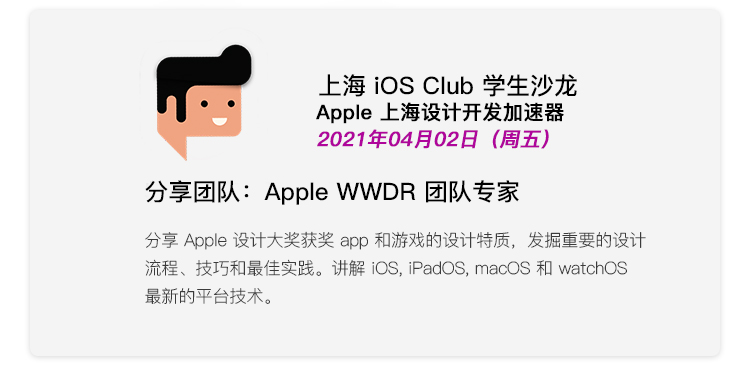 上海 iOS Club 学生沙龙
Apple 上海设计开发加速器
2021年04月02日（周五）
分享团队：Apple WWDR 团队专家
分享 Apple 设计大奖获奖 app 和游戏的设计特质，发掘重要的设计
流程、技巧和最佳实践。讲解 iOS, iPadOS, macOS 和 watchOS
最新的平台技术。